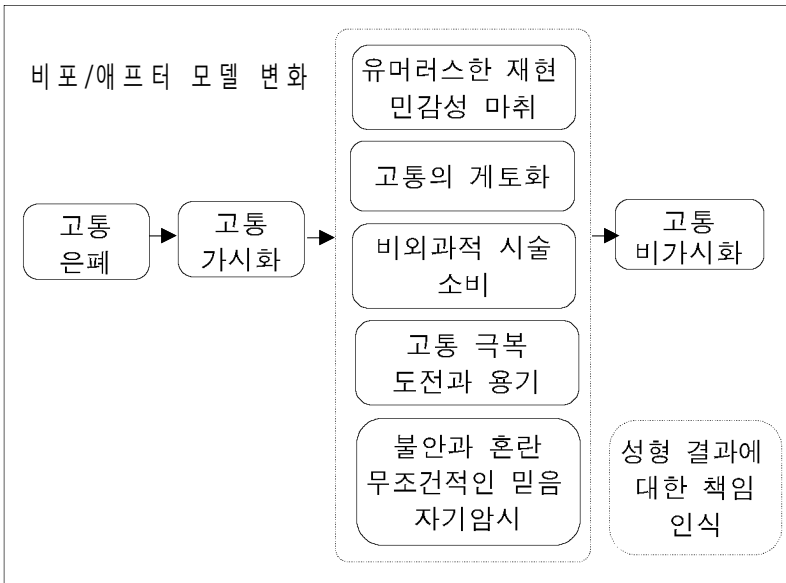 비포/애프터 모델 변화
고통
은폐
고통
가시화
유머러스한 재현
민감성 마취
고통의 게토화
비외과적 시술
소비
고통 극복
도전과 용기
불안과 혼란
무조건적인 믿음
자기암시
고통
비가시화
성형 결과에
대한 책임
인식